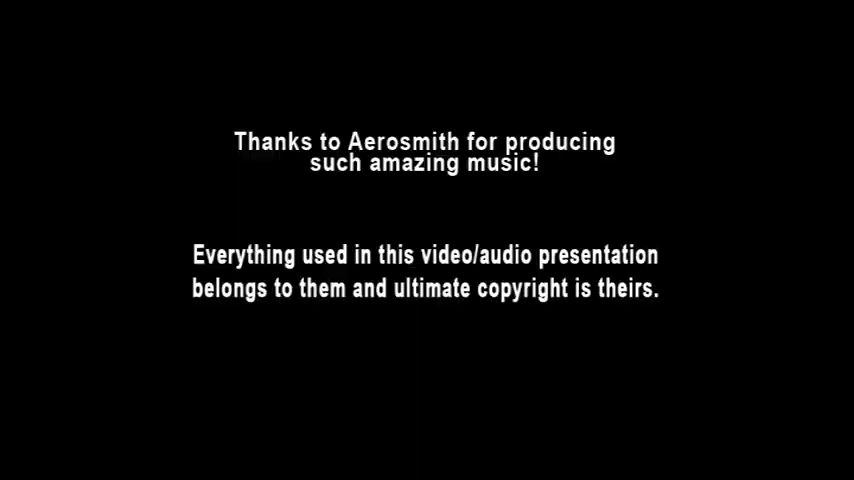 Thanks to Aerosmith for producing
such amazing music!
Everything used in this video/audio presentation
belongs to them and ultimate copyright is theirs.